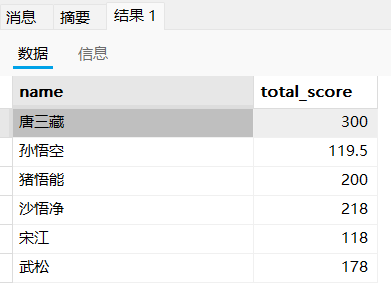 消息 摘要 结果 1
数据 信息
name total_score
唐三藏 300
孙悟空 119.5
猪悟能 200
沙悟净 218
宋江 118
武松 178